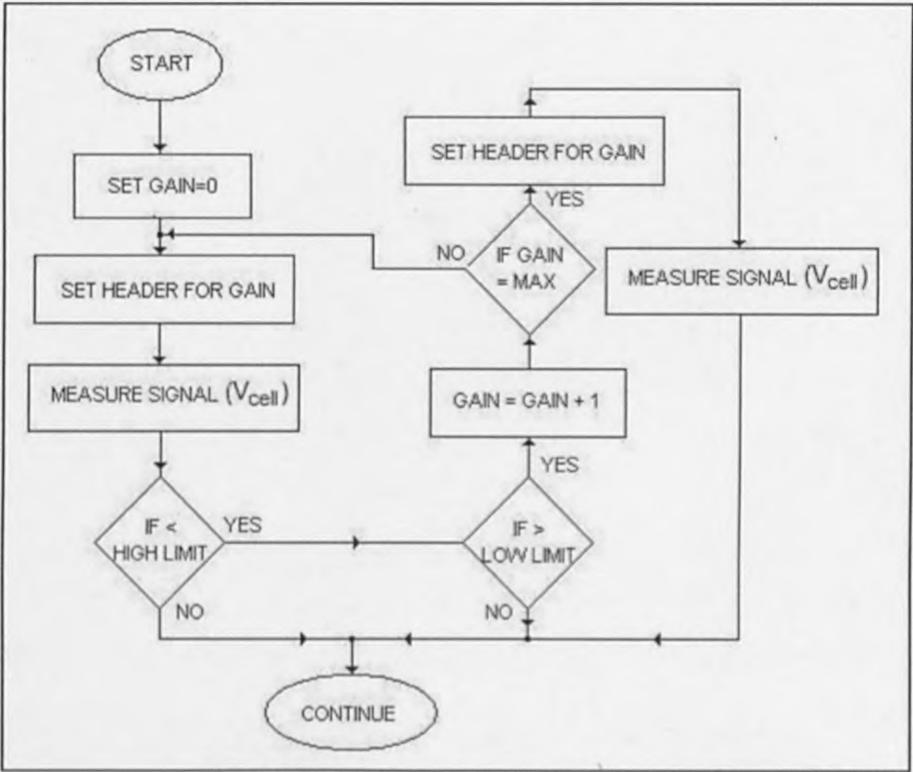 START
SET GAIN=0
SET HEADER FOR GAIN
MEASURE SIGNAL (Vcell)
IF <
HIGH LIMIT
YES
NO
IF >
LOW LIMIT
YES
NO
GAIN = GAIN + 1
IF GAIN
= MAX
NO
YES
SET HEADER FOR GAIN
MEASURE SIGNAL (Vcell)
CONTINUE